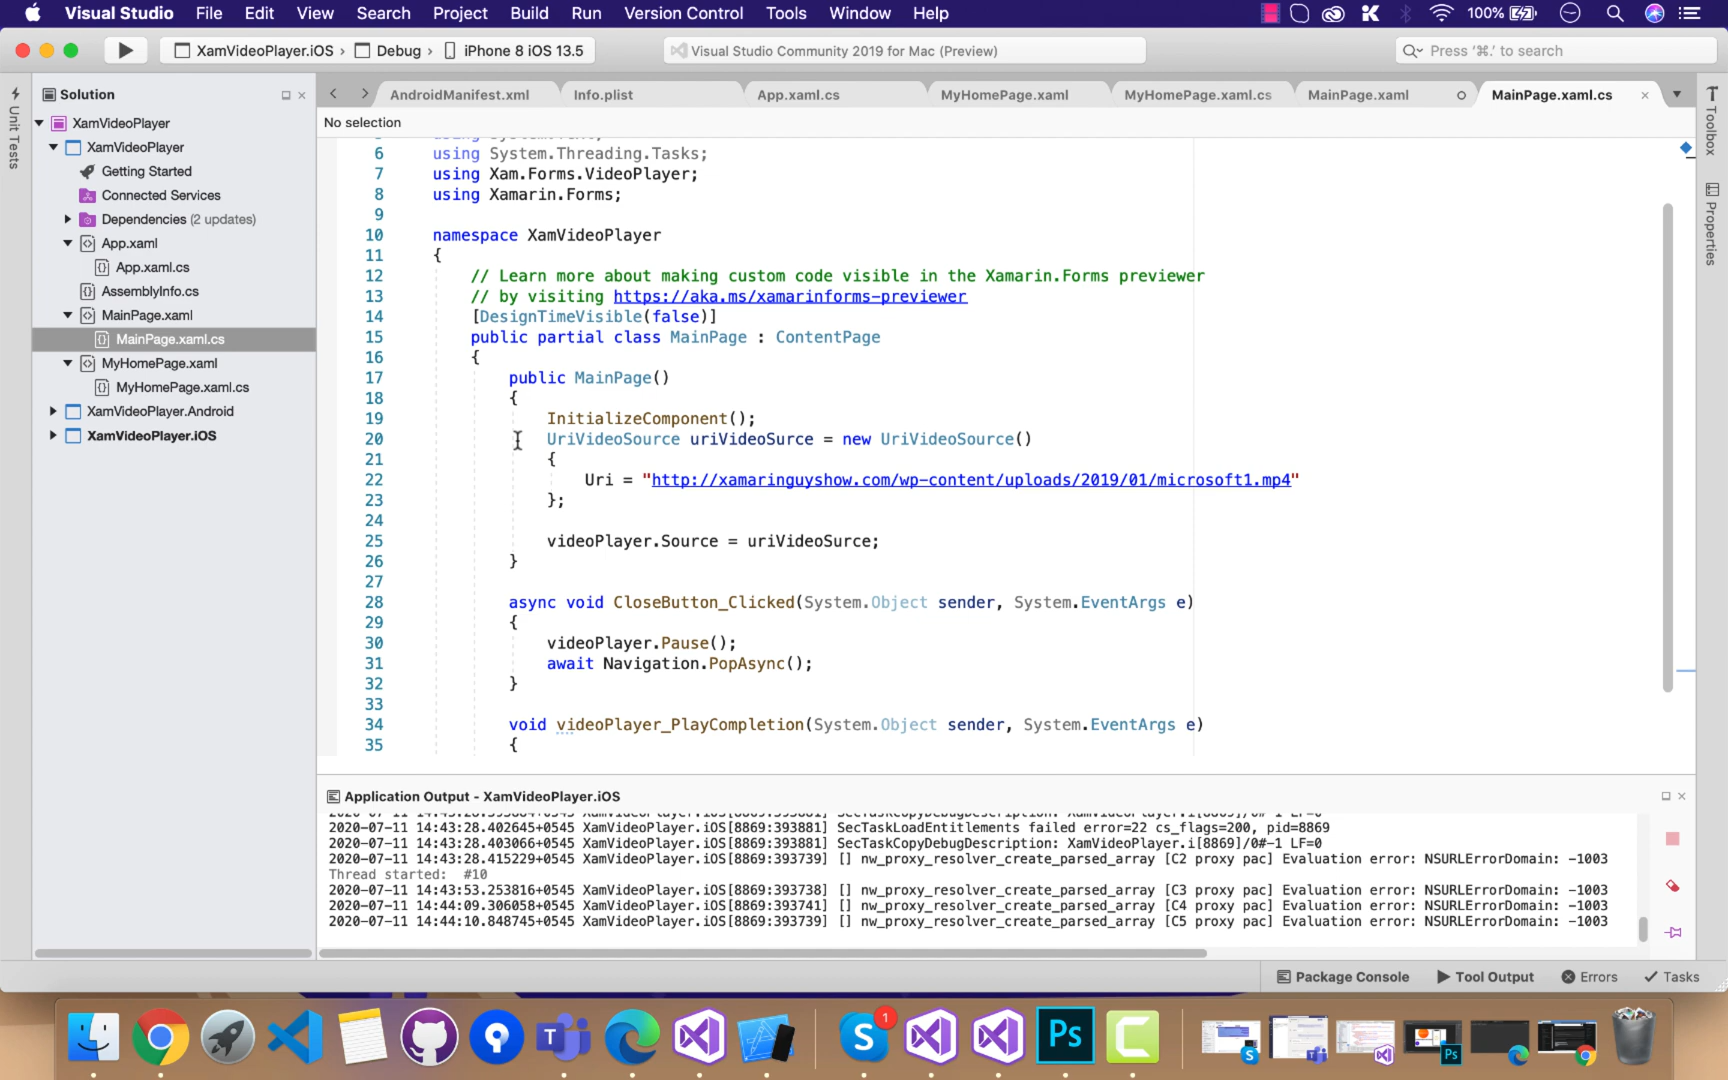 Visual Studio File Edit View Search Project Build Run Version Control Tools Window Help 100%
XamVideoPlayer.iOS › Debug › iPhone 8 iOS 13.5 Visual Studio Community 2019 for Mac (Preview) Press '⌘.' to search
Solution
AndroidManifest.xml Info.plist App.xaml.cs MyHomePage.xaml MyHomePage.xaml.cs MainPage.xaml MainPage.xaml.cs
No selection
Unit Tests
Toolbox
Properties
XamVideoPlayer
XamVideoPlayer
Getting Started
Connected Services
Dependencies (2 updates)
App.xaml
App.xaml.cs
AssemblyInfo.cs
MainPage.xaml
MainPage.xaml.cs
MyHomePage.xaml
MyHomePage.xaml.cs
XamVideoPlayer.Android
XamVideoPlayer.iOS
6 using System.Threading.Tasks;
7 using Xam.Forms.VideoPlayer;
8 using Xamarin.Forms;
9
10 namespace XamVideoPlayer
11 {
12 // Learn more about making custom code visible in the Xamarin.Forms previewer
13 // by visiting https://aka.ms/xamarinforms-previewer
14 [DesignTimeVisible(false)]
15 public partial class MainPage : ContentPage
16 {
17 public MainPage()
18 {
19 InitializeComponent();
20 UriVideoSource uriVideoSurce = new UriVideoSource()
21 {
22 Uri = "http://xamaringuyshow.com/wp-content/uploads/2019/01/microsoft1.mp4"
23 };
24
25 videoPlayer.Source = uriVideoSurce;
26 }
27
28 async void CloseButton_Clicked(System.Object sender, System.EventArgs e)
29 {
30 videoPlayer.Pause();
31 await Navigation.PopAsync();
32 }
33
34 void videoPlayer_PlayCompletion(System.Object sender, System.EventArgs e)
35 {
Application Output - XamVideoPlayer.iOS
2020-07-11 14:43:28.402645+0545 XamVideoPlayer.iOS[8869:393881] SecTaskLoadEntitlements failed error=22 cs_flags=200, pid=8869
2020-07-11 14:43:28.403066+0545 XamVideoPlayer.iOS[8869:393881] SecTaskCopyDebugDescription: XamVideoPlayer.i[8869]/0#-1 LF=0
2020-07-11 14:43:28.415229+0545 XamVideoPlayer.iOS[8869:393739] [] nw_proxy_resolver_create_parsed_array [C2 proxy pac] Evaluation error: NSURLErrorDomain: -1003
Thread started: #10
2020-07-11 14:43:53.253816+0545 XamVideoPlayer.iOS[8869:393738] [] nw_proxy_resolver_create_parsed_array [C3 proxy pac] Evaluation error: NSURLErrorDomain: -1003
2020-07-11 14:44:09.306058+0545 XamVideoPlayer.iOS[8869:393741] [] nw_proxy_resolver_create_parsed_array [C4 proxy pac] Evaluation error: NSURLErrorDomain: -1003
2020-07-11 14:44:10.848745+0545 XamVideoPlayer.iOS[8869:393739] [] nw_proxy_resolver_create_parsed_array [C5 proxy pac] Evaluation error: NSURLErrorDomain: -1003
Package Console Tool Output Errors Tasks
T S 1 Ps C